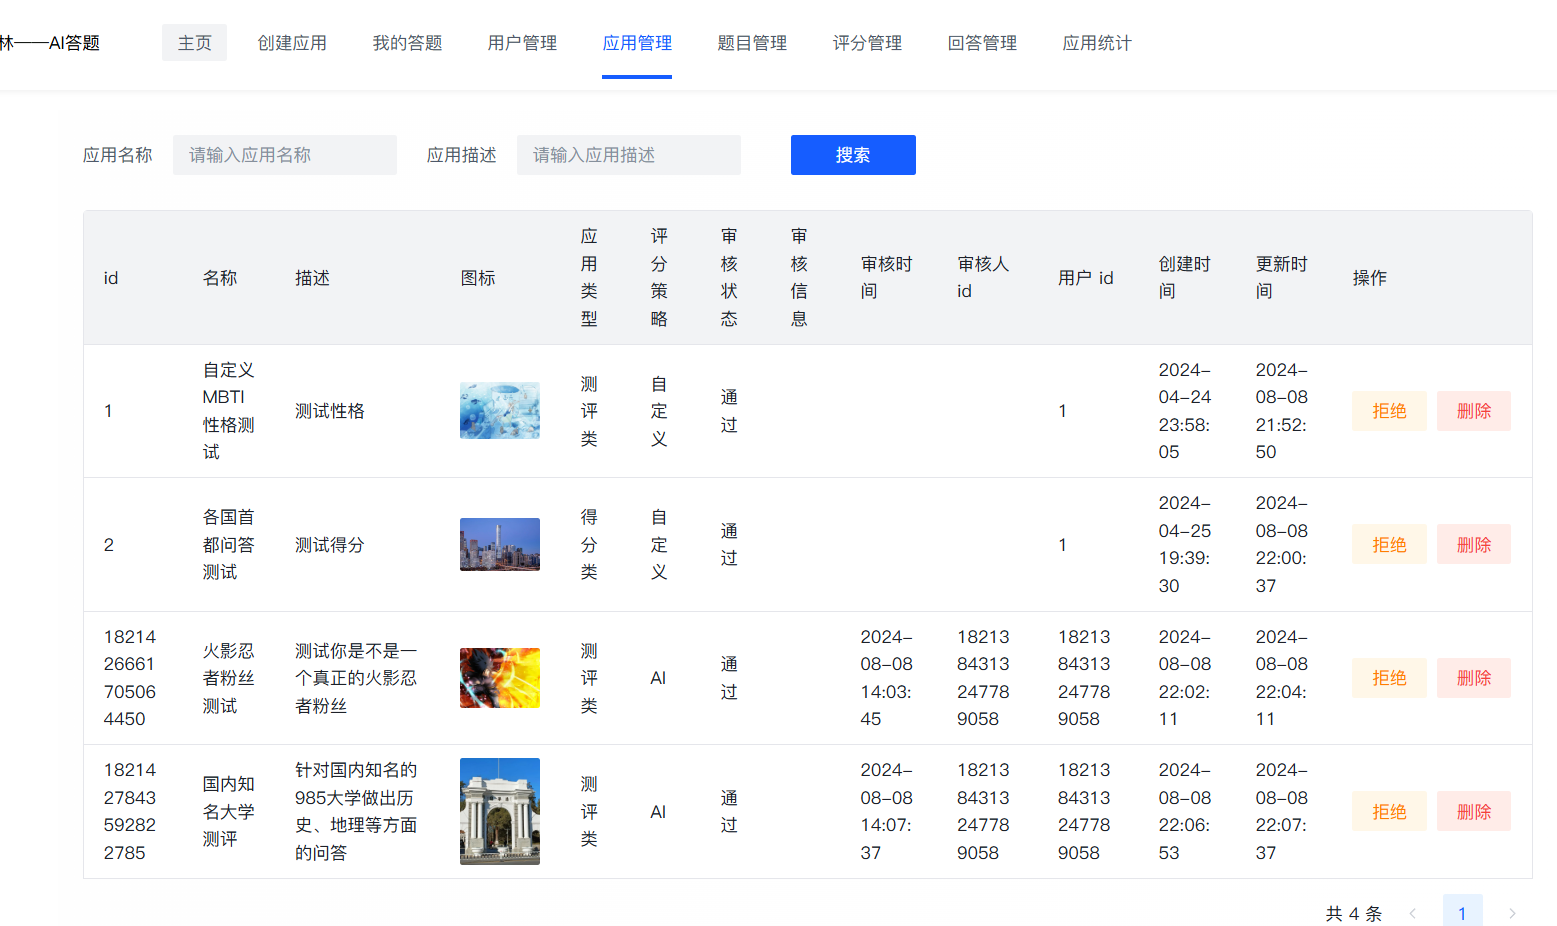 林——AI答题 主页 创建应用 我的答题 用户管理 应用管理 题目管理 评分管理 回答管理 应用统计
应用名称 请输入应用名称 应用描述 请输入应用描述 搜索
id 名称 描述 图标 应用类型 评分策略 审核状态 审核信息 审核时间 审核人 id 用户 id 创建时间 更新时间 操作
1 自定义MBTI性格测试 测试性格 测评类 自定义 通过 1 2024-04-24 23:58:05 2024-08-08 21:52:50 拒绝 删除
2 各国首都问答测试 测试得分 得分类 自定义 通过 1 2024-04-25 19:39:30 2024-08-08 22:00:37 拒绝 删除
1821426661705064450 火影忍者粉丝测试 测试你是不是一个真正的火影忍者粉丝 测评类 AI 通过 2024-08-08 14:03:45 1821384313247789058 1821384313247789058 2024-08-08 22:02:11 2024-08-08 22:04:11 拒绝 删除
1821427843592822785 国内知名大学测评 针对国内知名的985大学做出历史、地理等方面的问答 测评类 AI 通过 2024-08-08 14:07:37 1821384313247789058 1821384313247789058 2024-08-08 22:06:53 2024-08-08 22:07:37 拒绝 删除
共 4 条 1